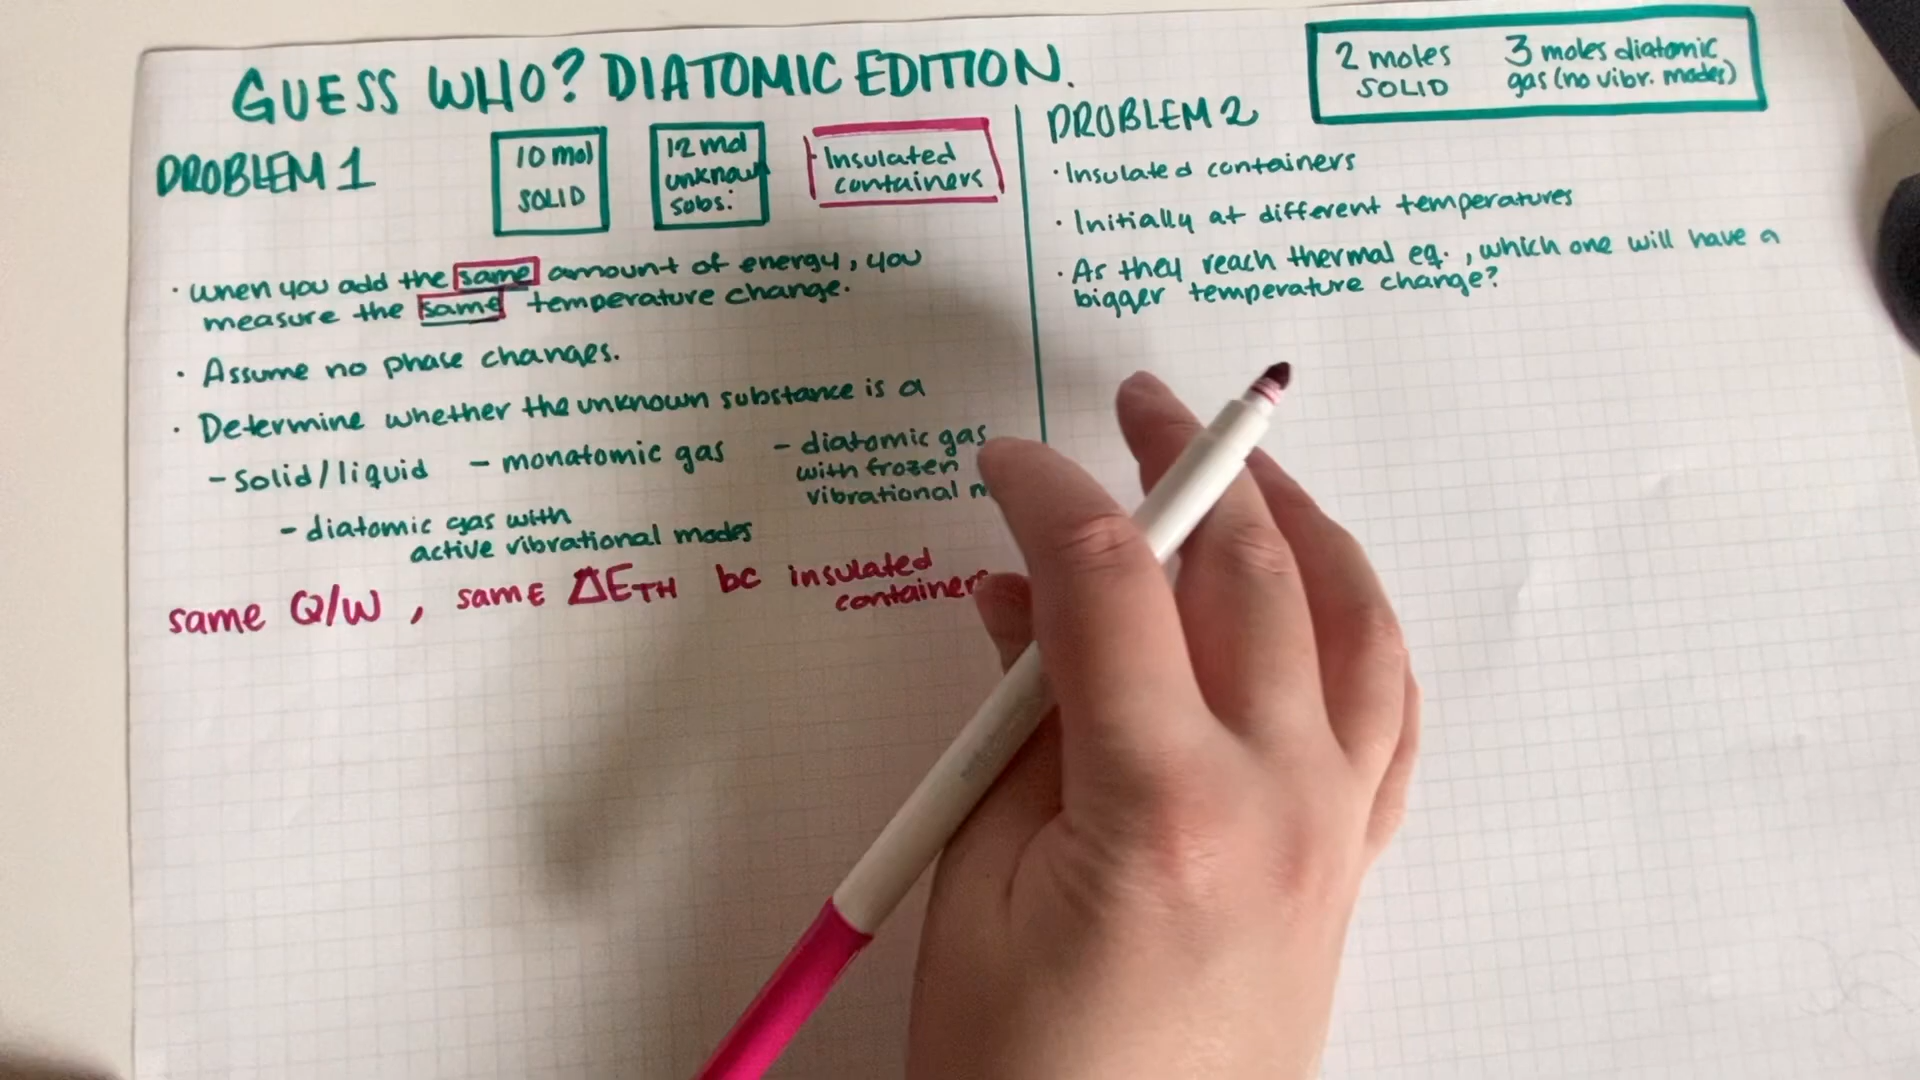 GUESS WHO? DIATOMIC EDITION.
PROBLEM 1
10 mol
SOLID
12 mol
unknown
subs.
Insulated
containers
· When you add the same amount of energy, you
measure the same temperature change.
· Assume no phase changes.
· Determine whether the unknown substance is a
- solid/liquid
- monatomic gas
- diatomic gas
with frozen
vibrational m
- diatomic gas with
active vibrational modes
same Q/W, same ΔETH bc insulated
containers
2 moles
SOLID
3 moles diatomic
gas (no vibr. modes)
PROBLEM 2
· Insulated containers
· Initially at different temperatures
· As they reach thermal eq., which one will have a
bigger temperature change?